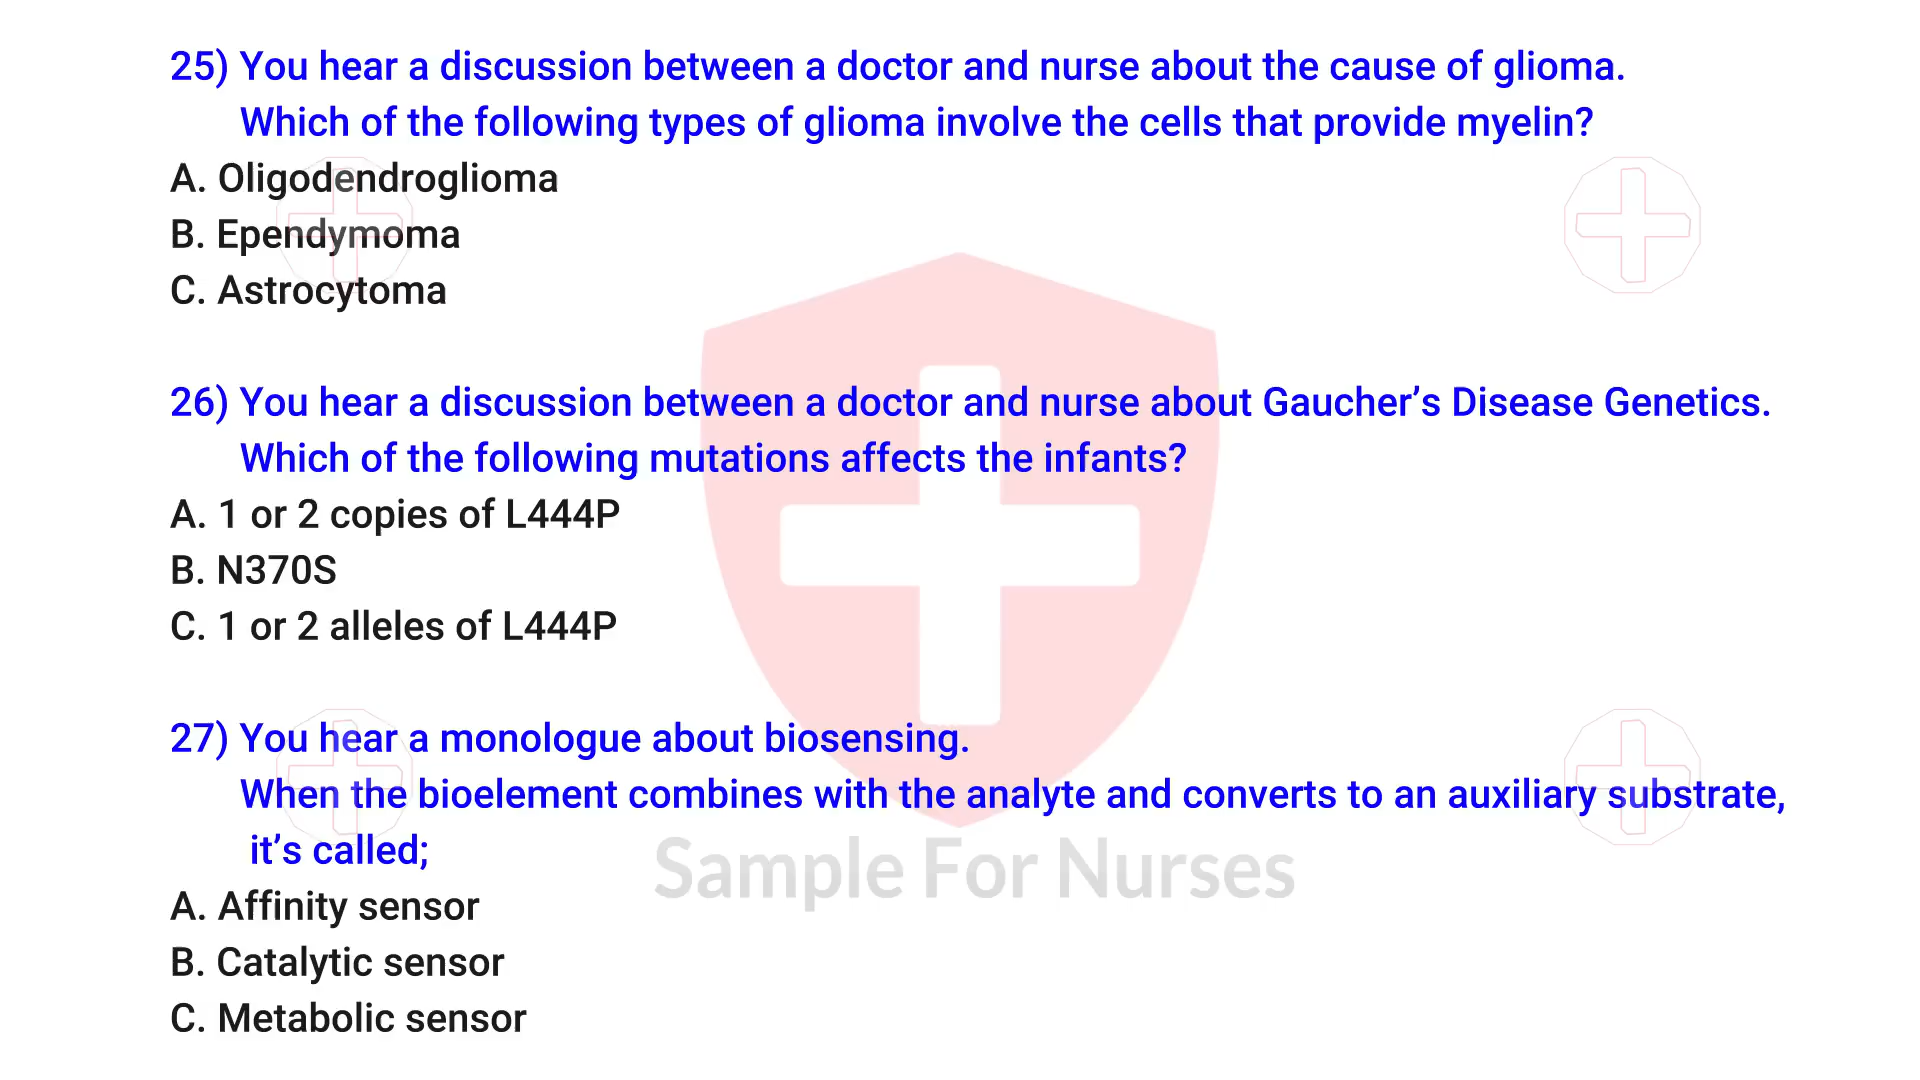 25) You hear a discussion between a doctor and nurse about the cause of glioma.
Which of the following types of glioma involve the cells that provide myelin?
A. Oligodendroglioma
B. Ependymoma
C. Astrocytoma
26) You hear a discussion between a doctor and nurse about Gaucher’s Disease Genetics.
Which of the following mutations affects the infants?
A. 1 or 2 copies of L444P
B. N370S
C. 1 or 2 alleles of L444P
27) You hear a monologue about biosensing.
When the bioelement combines with the analyte and converts to an auxiliary substrate,
it’s called;
Sample For Nurses
A. Affinity sensor
B. Catalytic sensor
C. Metabolic sensor